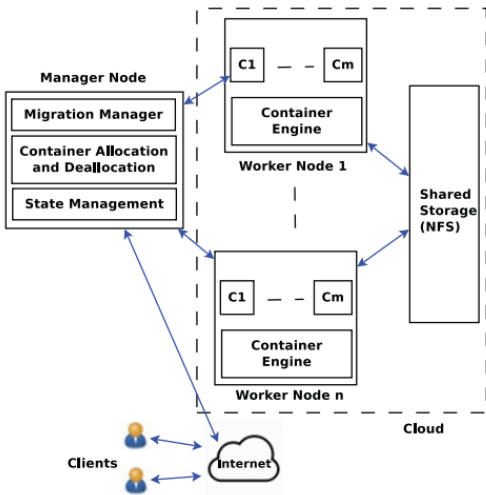 Manager Node
Migration Manager
Container Allocation
and Deallocation
State Management
C1
Cm
Container
Engine
Worker Node 1
Shared
Storage
(NFS)
C1
Cm
Container
Engine
Worker Node n
Cloud
Clients
Internet